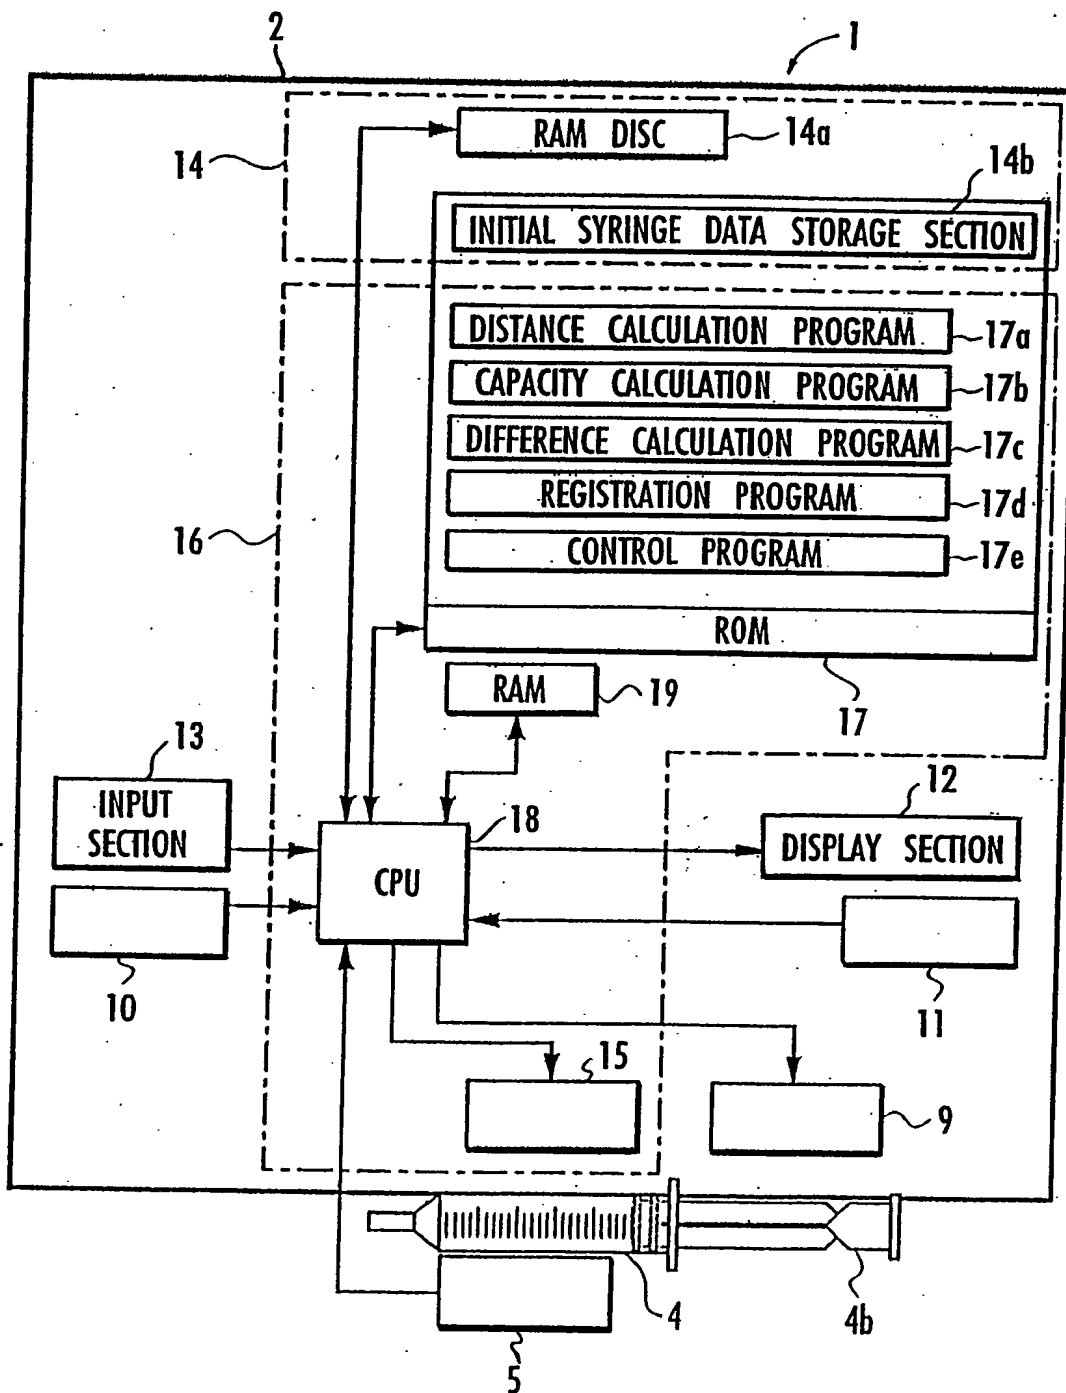 2
1
RAM DISC
14a
14
14b
INITIAL SYRINGE DATA STORAGE SECTION
DISTANCE CALCULATION PROGRAM
17a
CAPACITY CALCULATION PROGRAM
17b
DIFFERENCE CALCULATION PROGRAM
17c
REGISTRATION PROGRAM
17d
16
CONTROL PROGRAM
17e
ROM
RAM
19
17
13
12
INPUT
SECTION
18
DISPLAY SECTION
CPU
10
11
15
9
4
4b
5